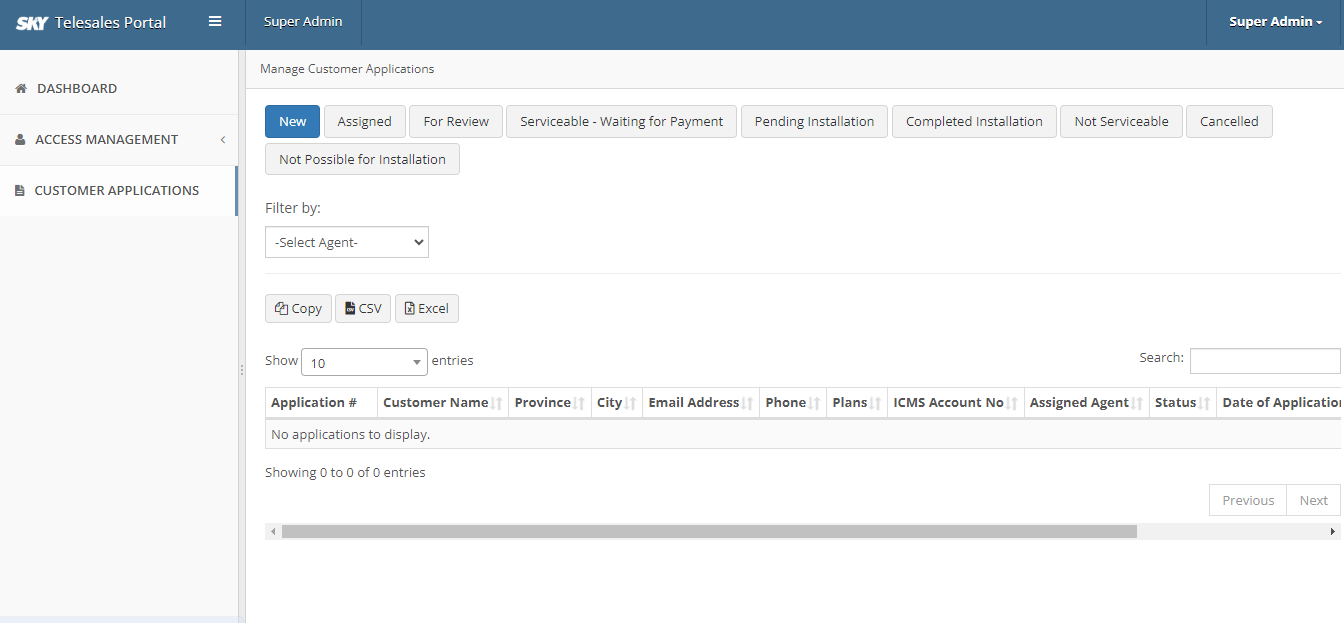 SKY Telesales Portal Super Admin Super Admin
Manage Customer Applications
DASHBOARD
ACCESS MANAGEMENT
CUSTOMER APPLICATIONS
New Assigned For Review Serviceable - Waiting for Payment Pending Installation Completed Installation Not Serviceable Cancelled
Not Possible for Installation
Filter by:
-Select Agent-
Copy CSV Excel
Show 10 entries Search:
Application # Customer Name Province City Email Address Phone Plans ICMS Account No Assigned Agent Status Date of Application
No applications to display.
Showing 0 to 0 of 0 entries
Previous Next